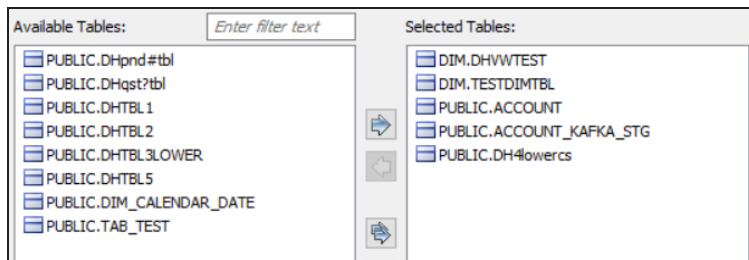 Available Tables:
Enter filter text
PUBLIC.DHpnd#tbl
PUBLIC.DHqst?tbl
PUBLIC.DHTBL1
PUBLIC.DHTBL2
PUBLIC.DHTBL3LOWER
PUBLIC.DHTBL5
PUBLIC.DIM_CALENDAR_DATE
PUBLIC.TAB_TEST
Selected Tables:
DIM.DHVWTEST
DIM.TESTDIMTBL
PUBLIC.ACCOUNT
PUBLIC.ACCOUNT_KAFKA_STG
PUBLIC.DH4lowercs